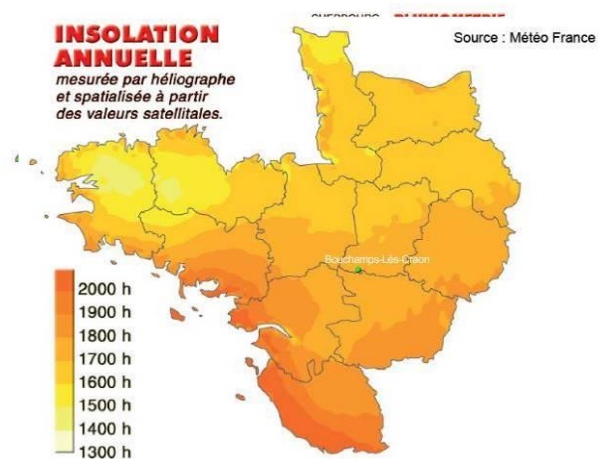 INSOLATION
ANNUELLE
mesurée par héliographe
et spatialisée à partir
des valeurs satellitales.
Source : Météo France
Bouchamps-Lès-Craon
2000 h
1900 h
1800 h
1700 h
1600 h
1500 h
1400 h
1300 h